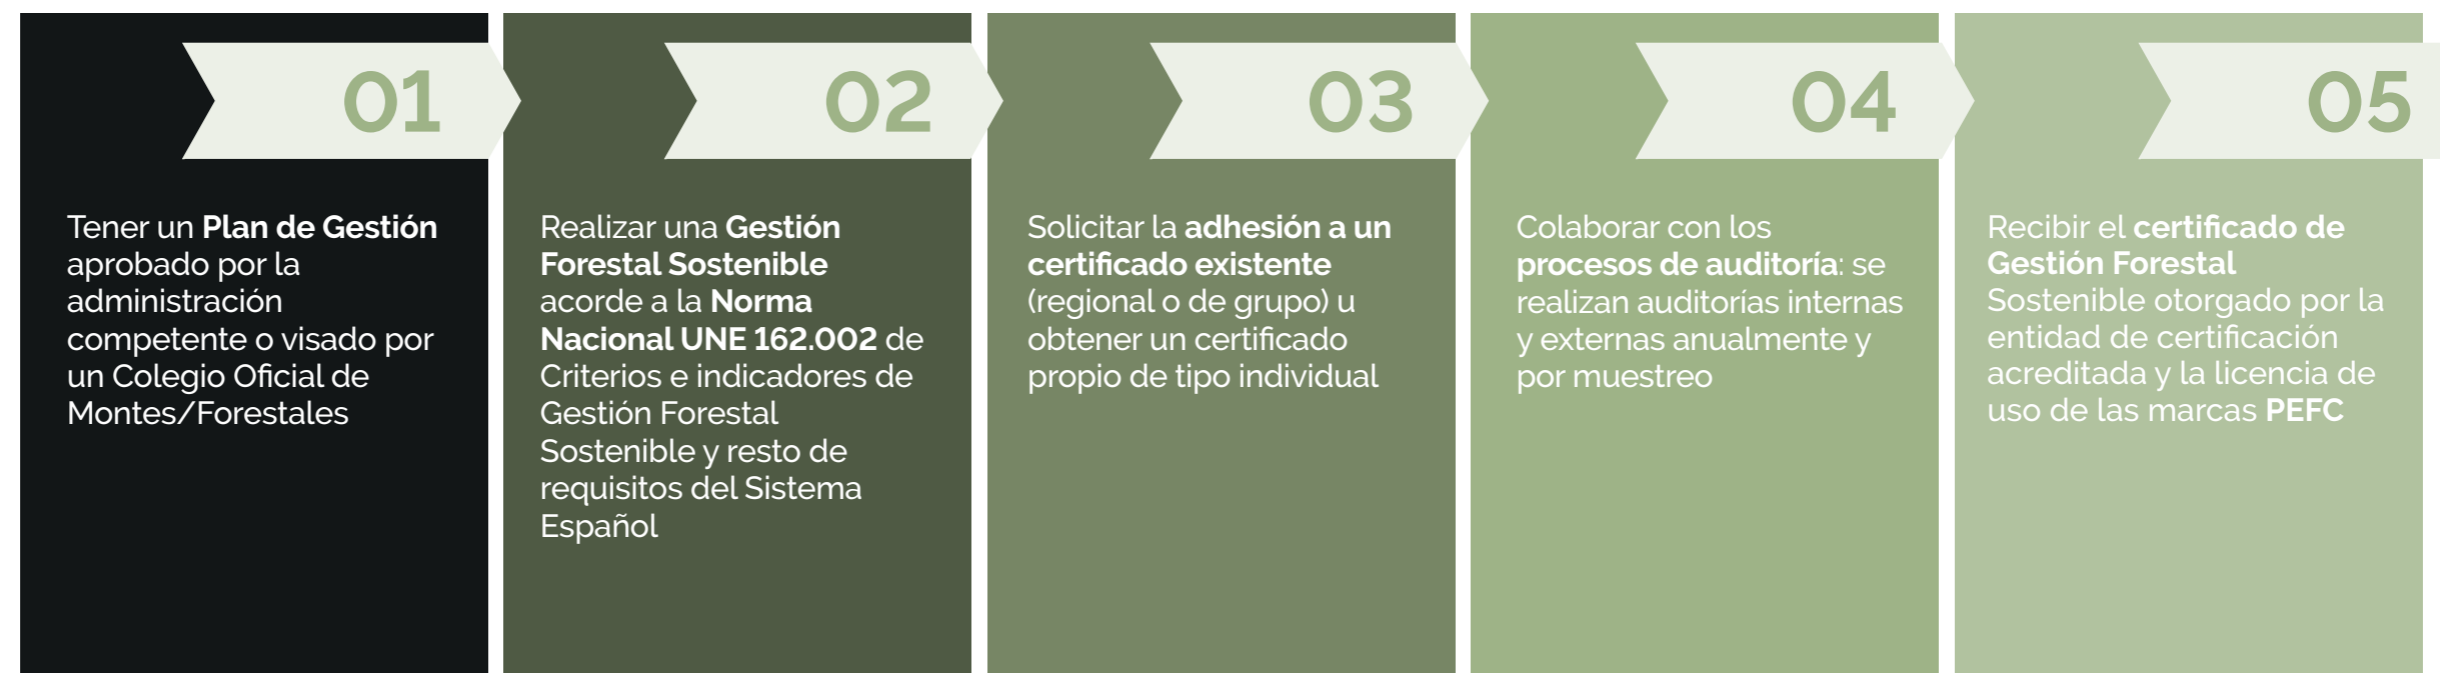 01
Tener un Plan de Gestión
aprobado por la
administración
competente o visado por
un Colegio Oficial de
Montes/Forestales
02
Realizar una Gestión
Forestal Sostenible
acorde a la Norma
Nacional UNE 162.002 de
Criterios e indicadores de
Gestión Forestal
Sostenible y resto de
requisitos del Sistema
Español
03
Solicitar la adhesión a un
certificado existente
(regional o de grupo) u
obtener un certificado
propio de tipo individual
04
Colaborar con los
procesos de auditoría: se
realizan auditorías internas
y externas anualmente y
por muestreo
05
Recibir el certificado de
Gestión Forestal
Sostenible otorgado por la
entidad de certificación
acreditada y la licencia de
uso de las marcas PEFC